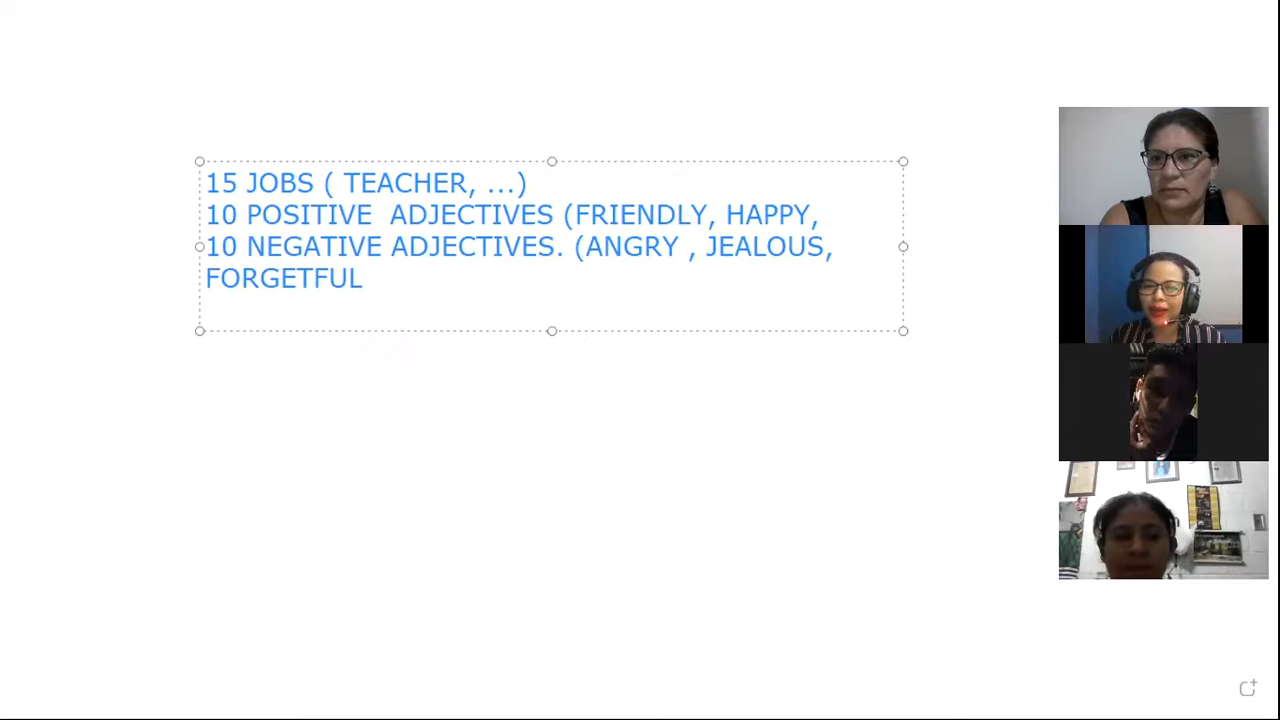 15 JOBS ( TEACHER, ...)
10 POSITIVE  ADJECTIVES (FRIENDLY, HAPPY,
10 NEGATIVE ADJECTIVES. (ANGRY , JEALOUS,
FORGETFUL